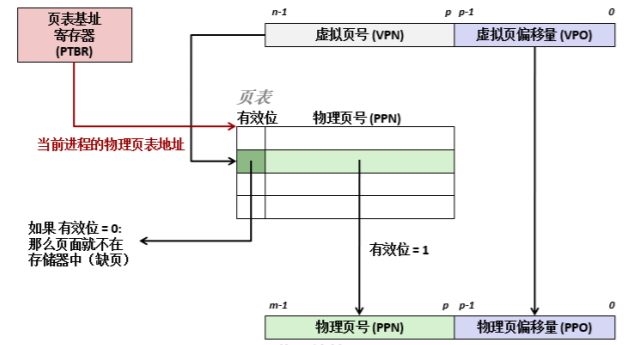 n-1 p p-1 0
页表基址
寄存器
(PTBR)
虚拟页号 (VPN) 虚拟页偏移量 (VPO)
页表
有效位 物理页号 (PPN)
当前进程的物理页表地址
如果 有效位 = 0:
那么页面就不在
存储器中（缺页）
有效位 = 1
m-1 p p-1 0
物理页号 (PPN) 物理页偏移量 (PPO)